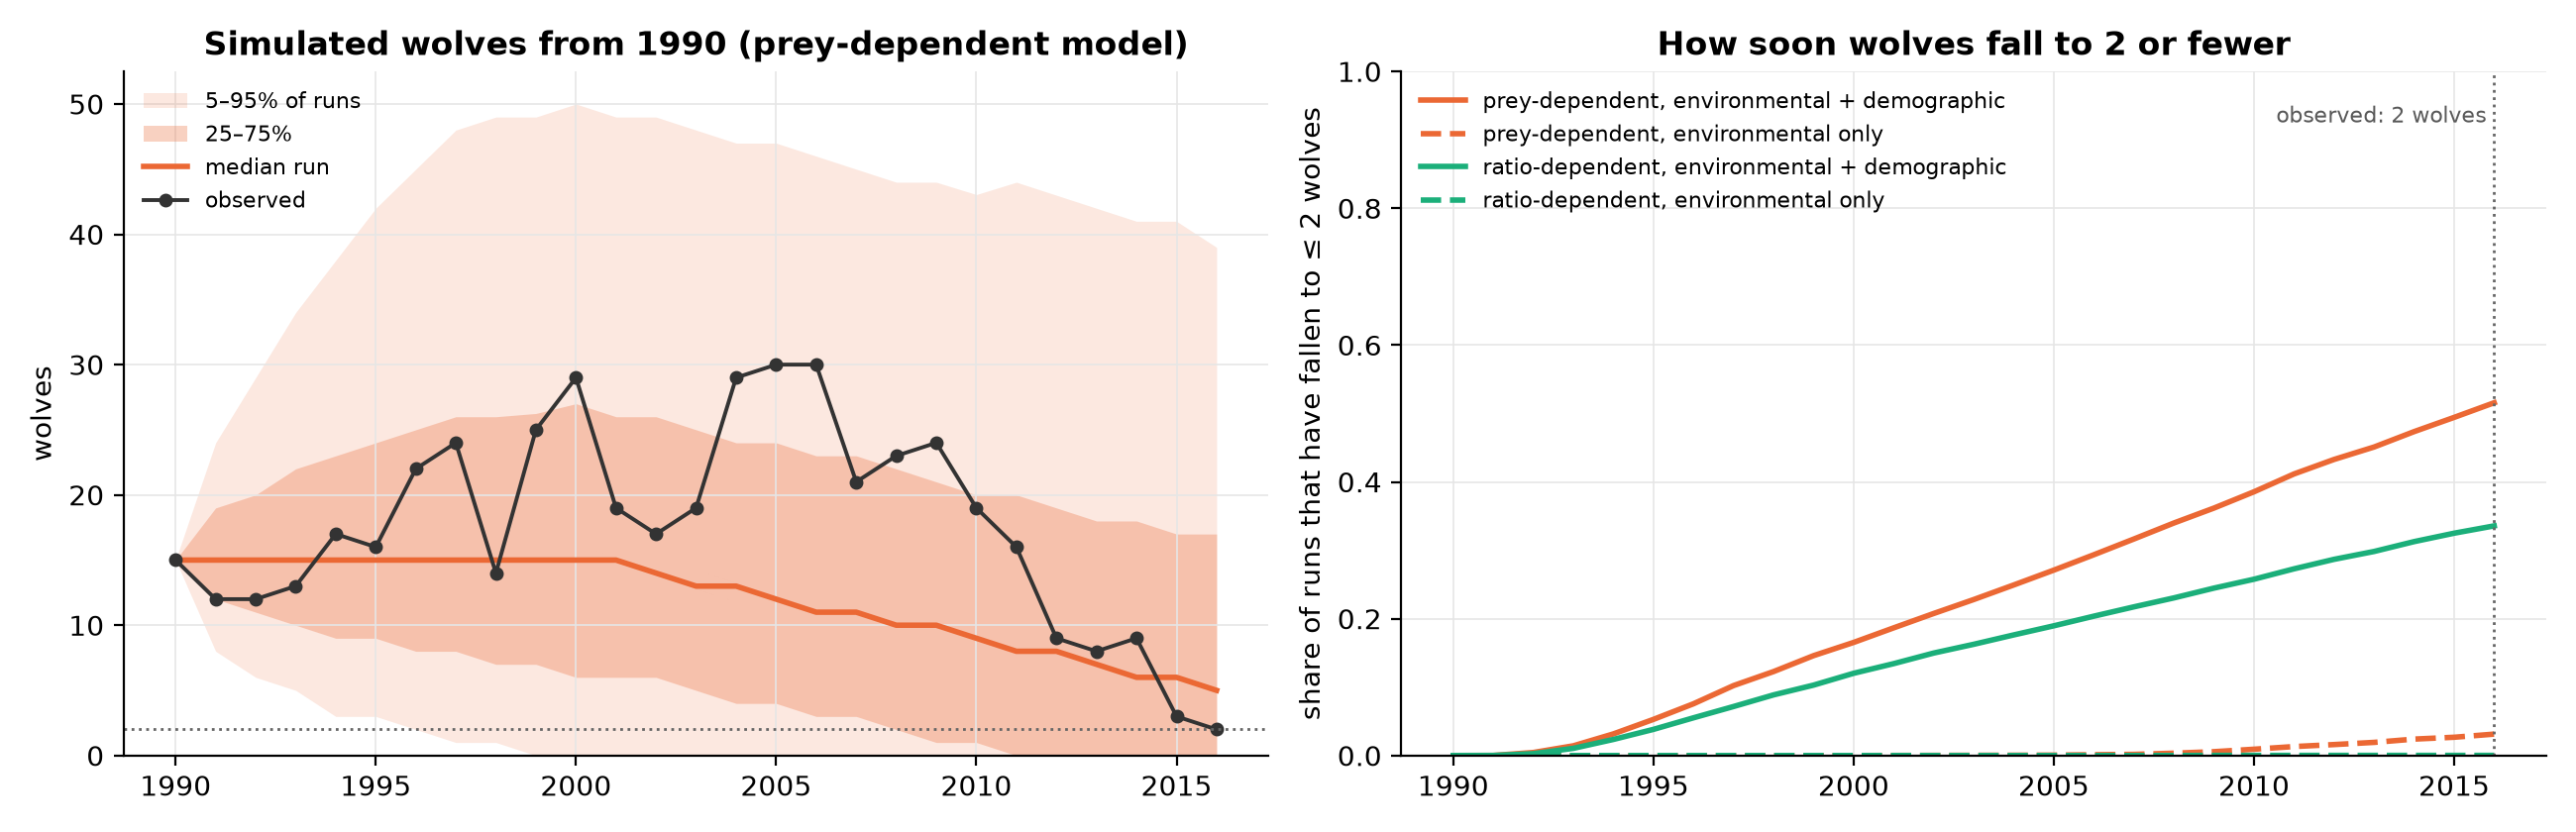 Simulated wolves from 1990 (prey-dependent model)
5–95% of runs
25–75%
median run
observed
wolves
50
40
30
20
10
0
1990
1995
2000
2005
2010
2015
How soon wolves fall to 2 or fewer
prey-dependent, environmental + demographic
prey-dependent, environmental only
ratio-dependent, environmental + demographic
ratio-dependent, environmental only
observed: 2 wolves
share of runs that have fallen to ≤ 2 wolves
1.0
0.8
0.6
0.4
0.2
0.0
1990
1995
2000
2005
2010
2015